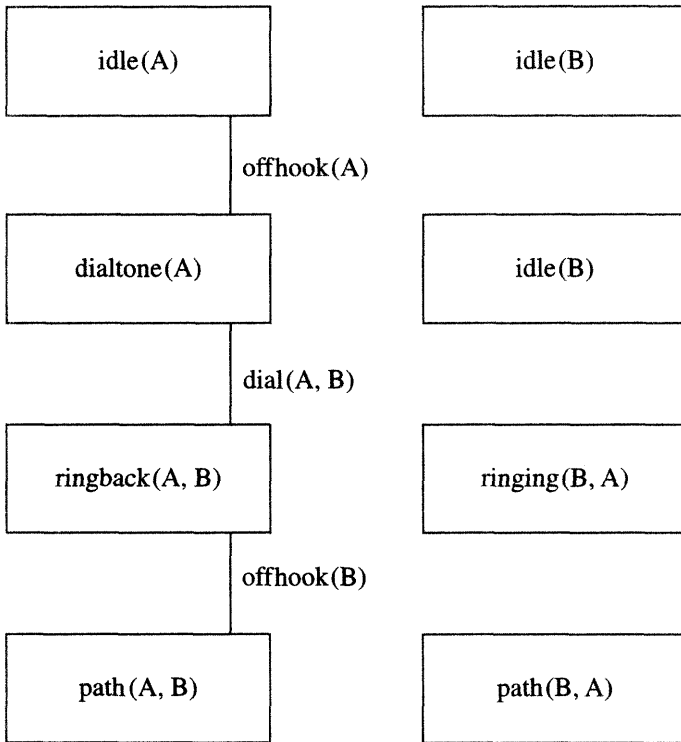 idle(A)
idle(B)
offhook(A)
dialtone(A)
idle(B)
dial(A, B)
ringback(A, B)
ringing(B, A)
offhook(B)
path(A, B)
path(B, A)